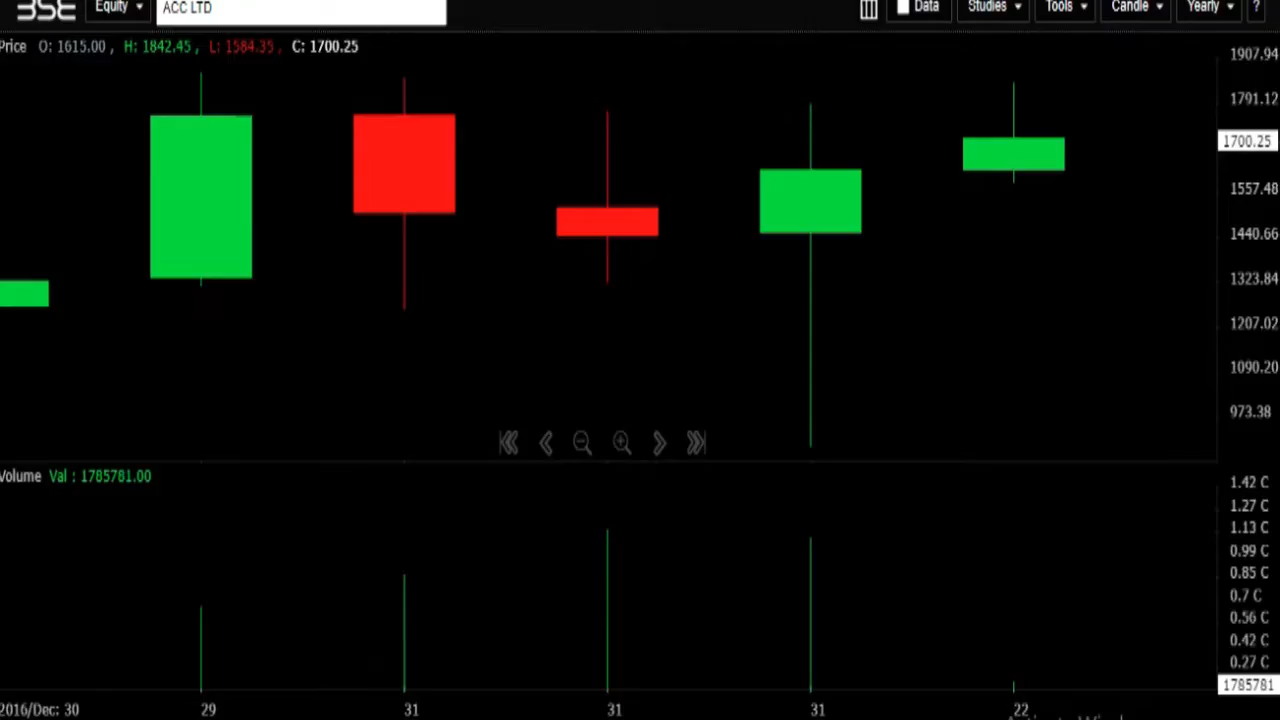 BSE Equity ACC LTD Data Studies Tools Candle Yearly ?
Price O: 1615.00 , H: 1842.45 , L: 1584.35 , C: 1700.25
1907.94
1791.12
1700.25
1557.48
1440.66
1323.84
1207.02
1090.20
973.38
Volume Val : 1785781.00
1.42 C
1.27 C
1.13 C
0.99 C
0.85 C
0.7 C
0.56 C
0.42 C
0.27 C
1785781
2016/Dec: 30 29 31 31 31 22